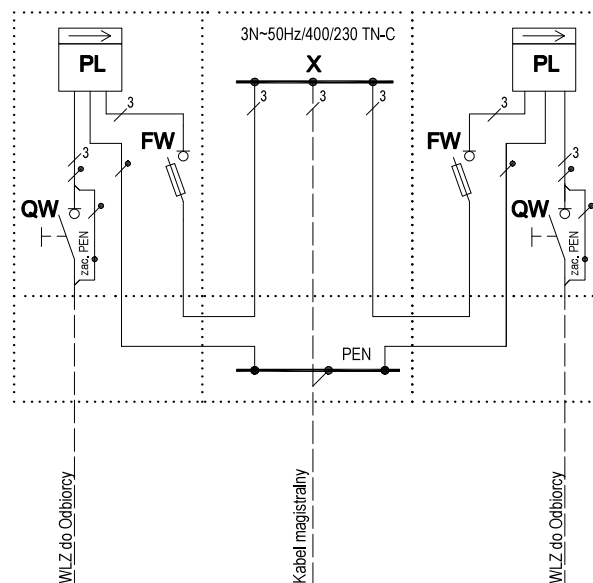 3N~50Hz/400/230 TN-C
PL
X
PL
3
3
3
3
3
FW
FW
3
3
QW
QW
zac. PEN
zac. PEN
PEN
WLZ do Odbiorcy
Kabel magistralny
WLZ do Odbiorcy